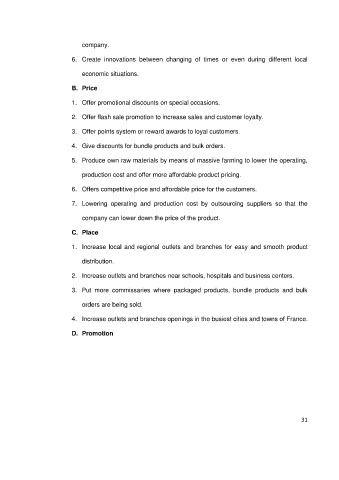 company.
6. Create innovations between changing of times or even during different local
economic situations.
B. Price
1. Offer promotional discounts on special occasions.
2. Offer flash sale promotion to increase sales and customer loyalty.
3. Offer points system or reward awards to loyal customers.
4. Give discounts for bundle products and bulk orders.
5. Produce own raw materials by means of massive farming to lower the operating,
production cost and offer more affordable product pricing.
6. Offers competitive price and affordable price for the customers.
7. Lowering operating and production cost by outsourcing suppliers so that the
company can lower down the price of the product.
C. Place
1. Increase local and regional outlets and branches for easy and smooth product
distribution.
2. Increase outlets and branches near schools, hospitals and business centers.
3. Put more commissaries where packaged products, bundle products and bulk
orders are being sold.
4. Increase outlets and branches openings in the busiest cities and towns of France.
D. Promotion
31